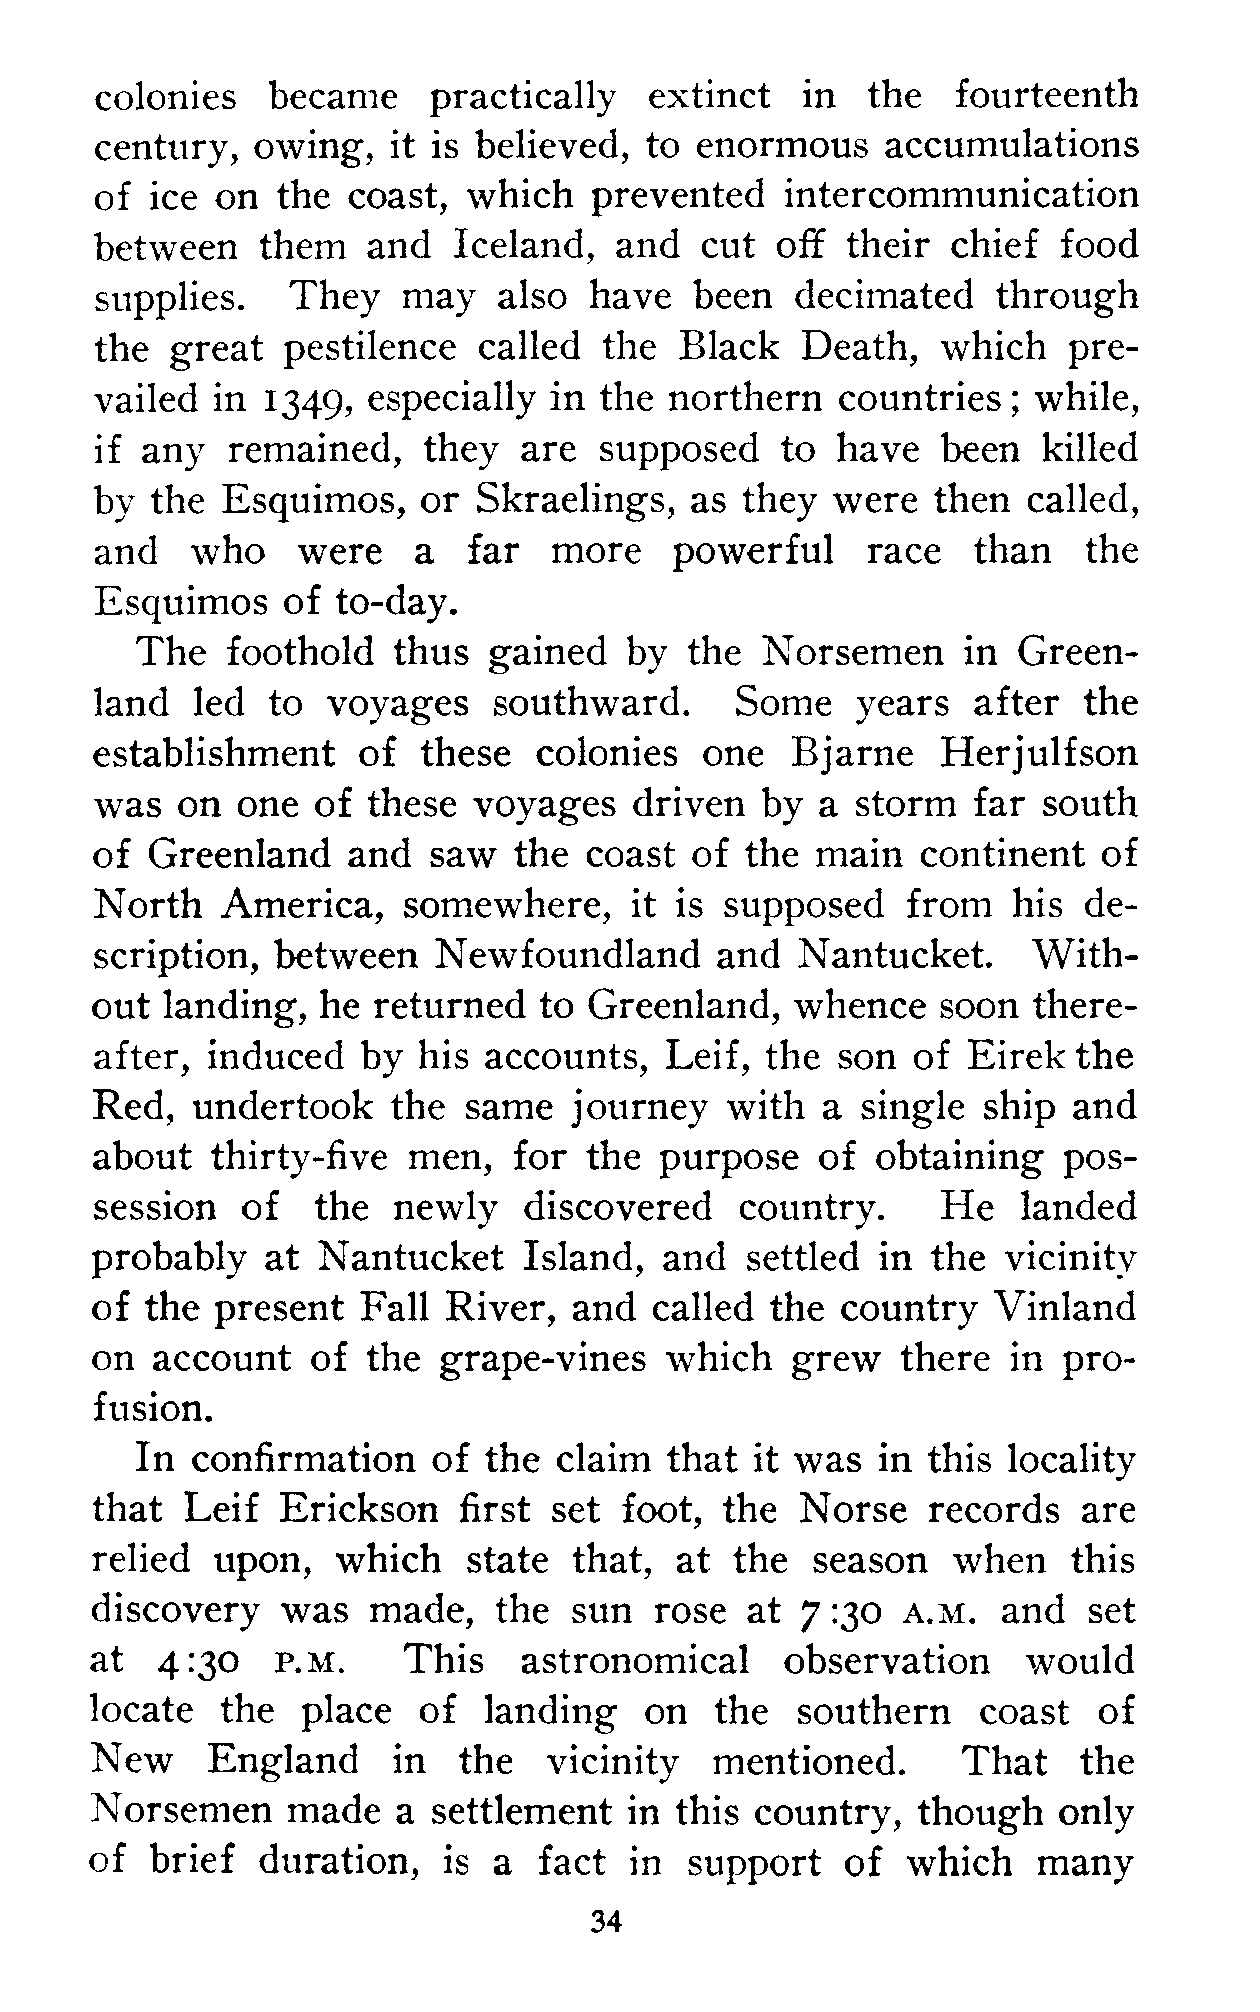 colonies became practically extinct in the fourteenth
century, owing, it is believed, to enormous accumulations
of ice on the coast, which prevented intercommunication
between them and Iceland, and cut off their chief food
supplies. They may also have been decimated through
the great pestilence called the Black Death, which pre-
vailed in 1349, especially in the northern countries; while,
if any remained, they are supposed to have been killed
by the Esquimos, or Skraelings, as they were then called,
and who were a far more powerful race than the
Esquimos of to-day.
The foothold thus gained by the Norsemen in Green-
land led to voyages southward. Some years after the
establishment of these colonies one Bjarne Herjulfson
was on one of these voyages driven by a storm far south
of Greenland and saw the coast of the main continent of
North America, somewhere, it is supposed from his de-
scription, between Newfoundland and Nantucket. With-
out landing, he returned to Greenland, whence soon there-
after, induced by his accounts, Leif, the son of Eirek the
Red, undertook the same journey with a single ship and
about thirty-five men, for the purpose of obtaining pos-
session of the newly discovered country. He landed
probably at Nantucket Island, and settled in the vicinity
of the present Fall River, and called the country Vinland
on account of the grape-vines which grew there in pro-
fusion.
In confirmation of the claim that it was in this locality
that Leif Erickson first set foot, the Norse records are
relied upon, which state that, at the season when this
discovery was made, the sun rose at 7:30 A.M. and set
at 4:30 P.M. This astronomical observation would
locate the place of landing on the southern coast of
New England in the vicinity mentioned. That the
Norsemen made a settlement in this country, though only
of brief duration, is a fact in support of which many
34